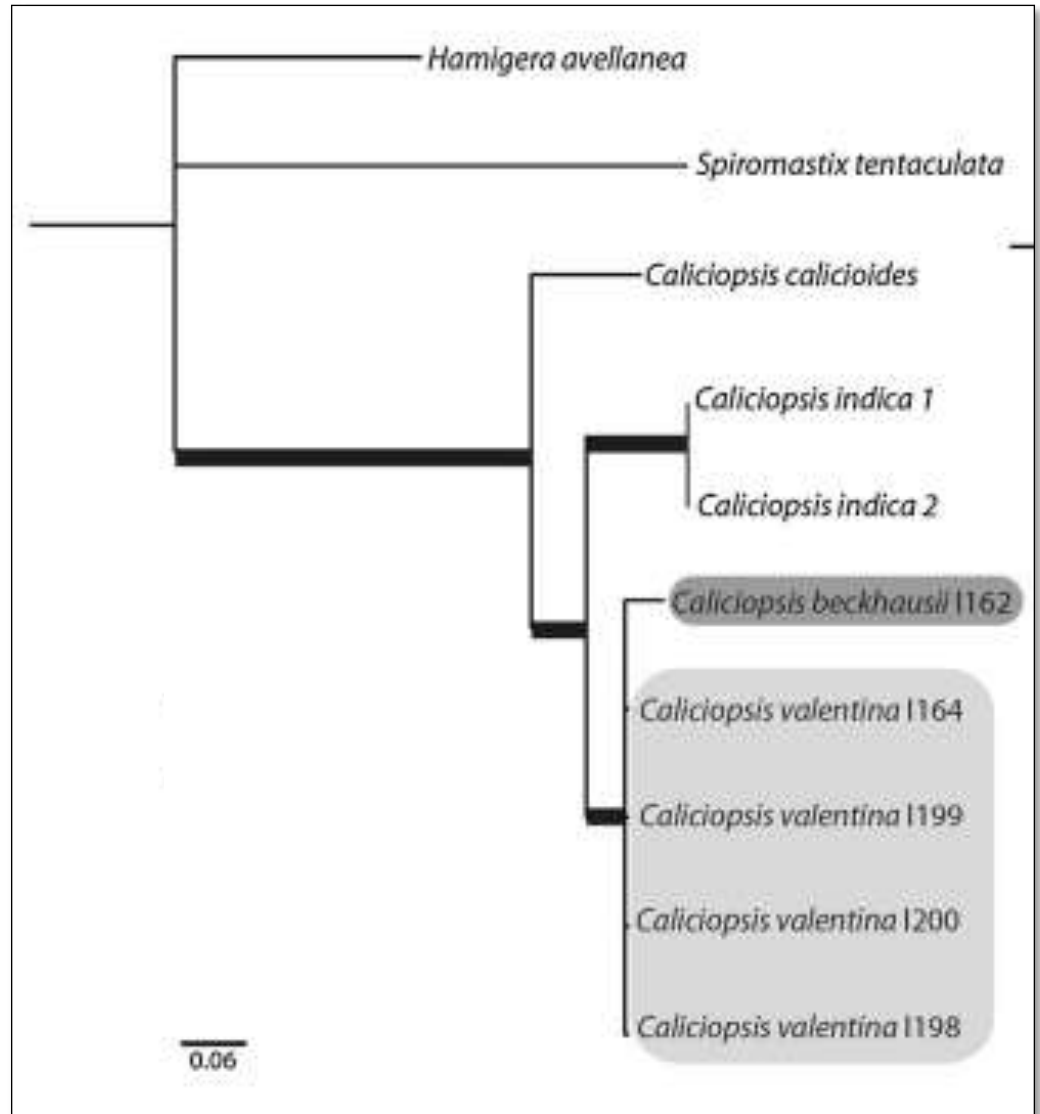 Hamigera avellanea
Spiromastix tentaculata
Caliciopsis calicioides
Caliciopsis indica 1
Caliciopsis indica 2
Caliciopsis beckhausii I162
Caliciopsis valentina I164
Caliciopsis valentina I199
Caliciopsis valentina I200
Caliciopsis valentina I198
0.06